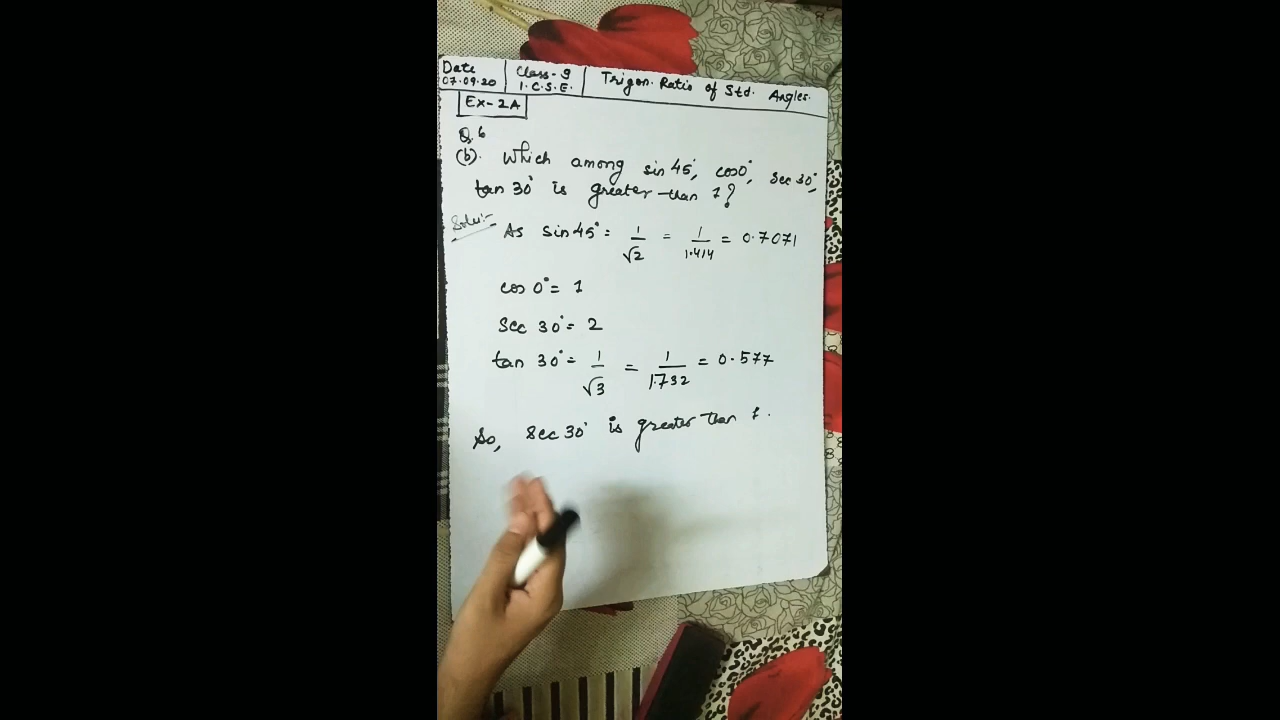 Date
07.09.20
Class-9
I.C.S.E.
Trigon. Ratio of Std. Angles.
Ex-2A
Q.6
(b). Which among sin 45°, cos0°, sec 30°,
tan 30° is greater than 1?
Solu:-
As sin 45° = 1/√2 = 1/1.414 = 0.7071
cos 0° = 1
sec 30° = 2
tan 30° = 1/√3 = 1/1.732 = 0.577
So, sec 30° is greater than 1.